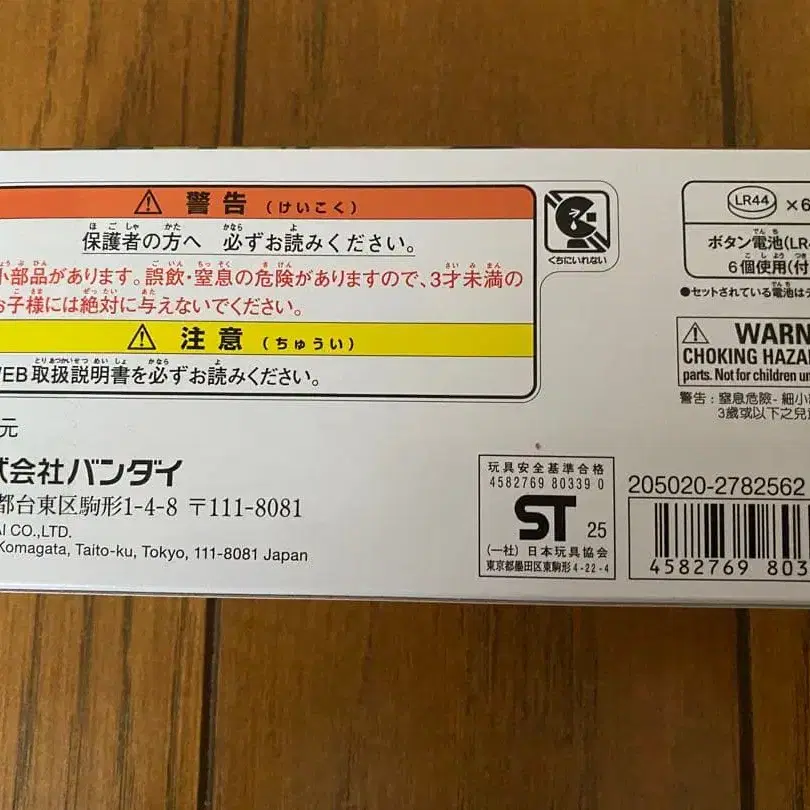 警告(けいこく)
保護者の方へ 必ずお読みください。
小部品があります。誤飲・窒息の危険がありますので、3才未満の
お子様には絶対に与えないでください。
注意(ちゅうい)
WEB取扱説明書を必ずお読みください。
くちにいれない
LR44 ×6
ボタン電池(LR4
6個使用(付
●セットされている電池はテ
WARN
CHOKING HAZA
parts. Not for children un
警告:窒息危險-細小
3歲或以下之兒
元
式会社バンダイ
都台東区駒形1-4-8 〒111-8081
AI CO.,LTD.
Komagata, Taito-ku, Tokyo, 111-8081 Japan
玩具安全基準合格
4582769 80339 0
ST 25
(一社)日本玩具協会
東京都墨田区東駒形4-22-4
205020-2782562
4582769 803